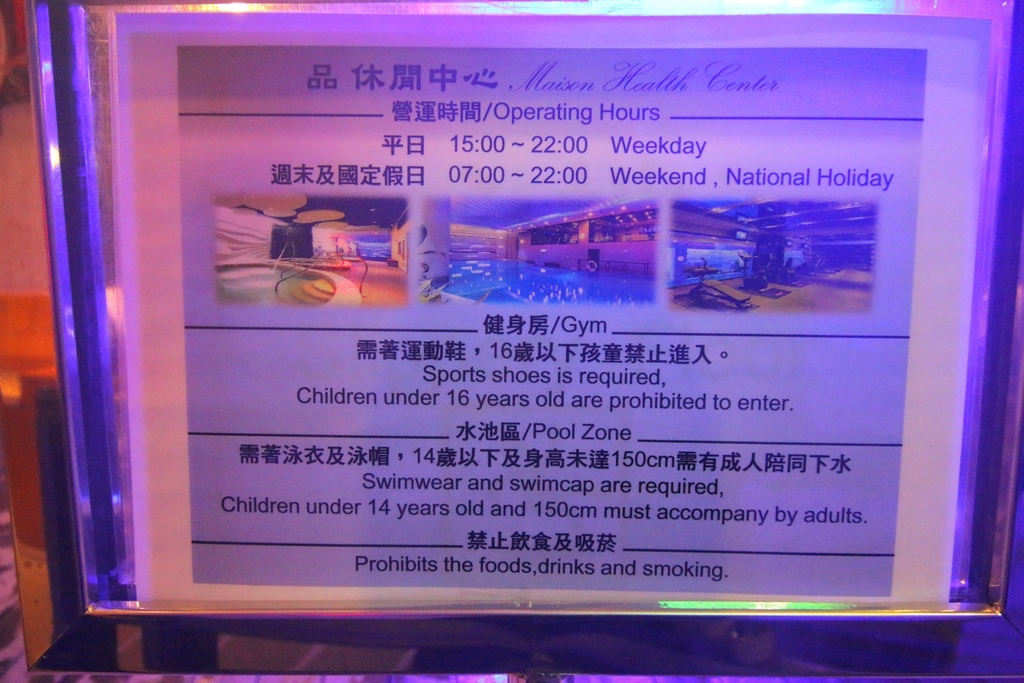 品 休閒中心 Maison Health Center
營運時間/Operating Hours
平日 15:00 ~ 22:00 Weekday
週末及國定假日 07:00 ~ 22:00 Weekend , National Holiday
健身房/Gym
需著運動鞋，16歲以下孩童禁止進入。
Sports shoes is required,
Children under 16 years old are prohibited to enter.
水池區/Pool Zone
需著泳衣及泳帽，14歲以下及身高未達150cm需有成人陪同下水
Swimwear and swimcap are required,
Children under 14 years old and 150cm must accompany by adults.
禁止飲食及吸菸
Prohibits the foods,drinks and smoking.